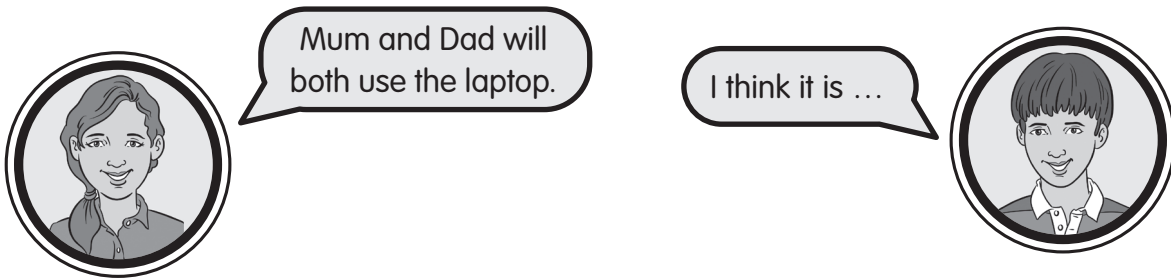 Mum and Dad will
both use the laptop.
I think it is …